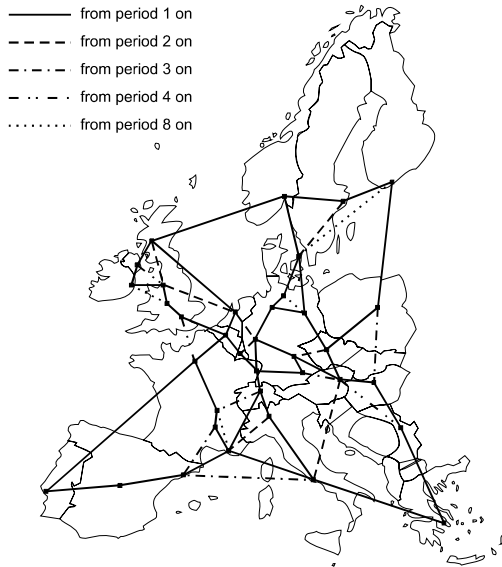 from period 1 on
from period 2 on
from period 3 on
from period 4 on
from period 8 on